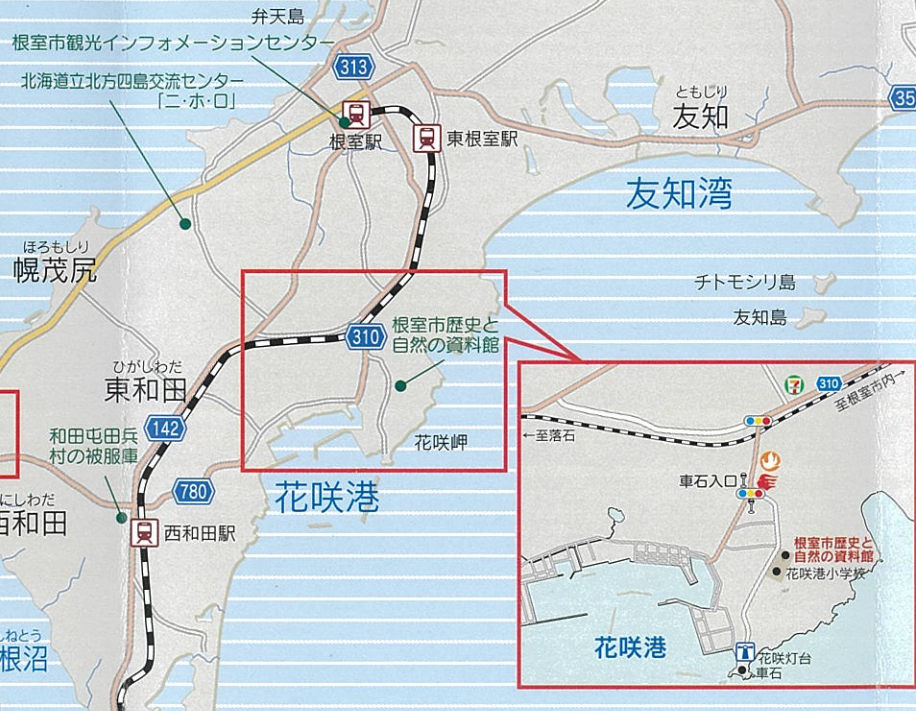 弁天島
根室市観光インフォメーションセンター
313
北海道立北方四島交流センター
「ニ・ホ・ロ」
ともしり
友知
35
根室駅
東根室駅
友知湾
ほろもしり
幌茂尻
チトモシリ島
友知島
310
根室市歴史と
自然の資料館
ひがしわだ
東和田
142
和田屯田兵
村の被服庫
花咲岬
780
花咲港
にしわだ
西和田
西和田駅
しねとう
根沼
7
310
至根室市内→
←至落石
車石入口
根室市歴史と
自然の資料館
花咲港小学校
花咲港
花咲灯台
車石